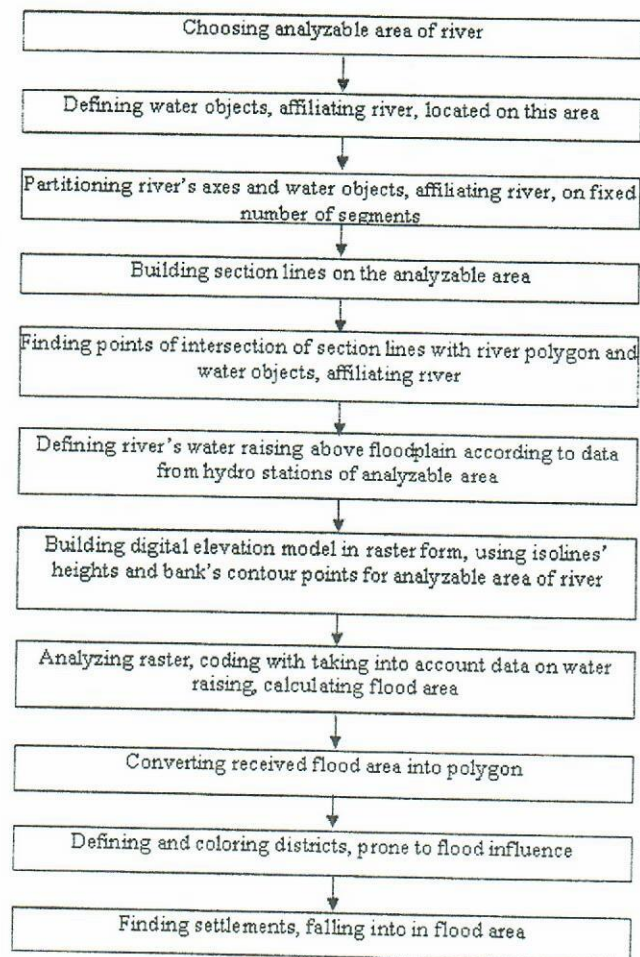 Choosing analyzable area of river
Defining water objects, affiliating river, located on this area
Partitioning river's axes and water objects, affiliating river, on fixed
number of segments
Building section lines on the analyzable area
Finding points of intersection of section lines with river polygon and
water objects, affiliating river
Defining river's water raising above floodplain according to data
from hydro stations of analyzable area
Building digital elevation model in raster form, using isolines'
heights and bank's contour points for analyzable area of river
Analyzing raster, coding with taking into account data on water
raising, calculating flood area
Converting received flood area into polygon
Defining and coloring districts, prone to flood influence
Finding settlements, falling into in flood area